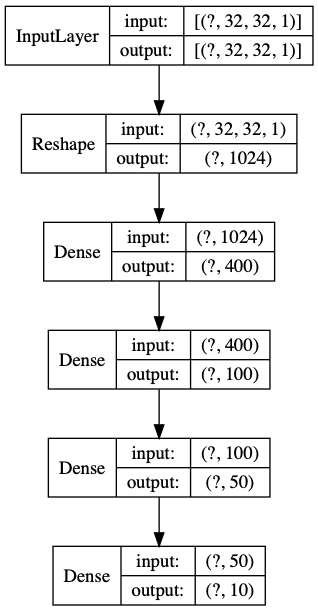 InputLayer
input: [(?, 32, 32, 1)]
output: [(?, 32, 32, 1)]
Reshape
input: (?, 32, 32, 1)
output: (?, 1024)
Dense
input: (?, 1024)
output: (?, 400)
Dense
input: (?, 400)
output: (?, 100)
Dense
input: (?, 100)
output: (?, 50)
Dense
input: (?, 50)
output: (?, 10)